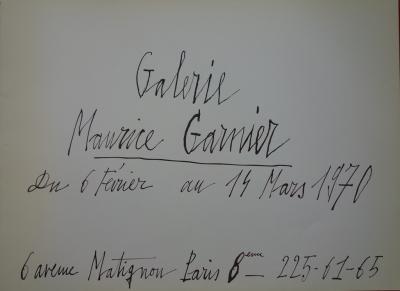 Galerie
Maurice Garnier
Du 6 Février au 14 Mars 1970
6 avenue Matignon Paris 8ème — 225-61-65